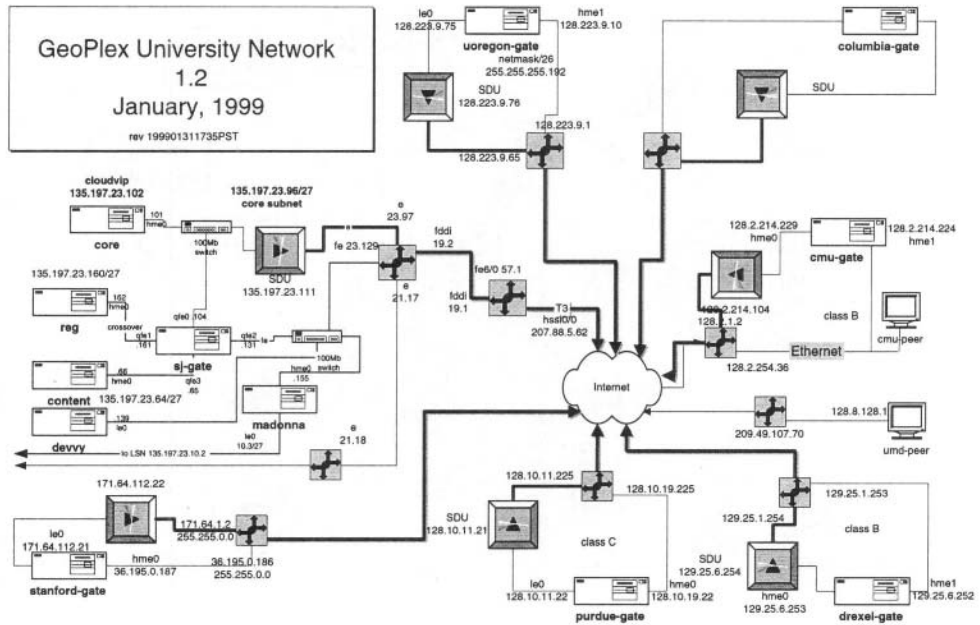 GeoPlex University Network
1.2
January, 1999
rev 199901311735PST
le0
128.223.9.75
hme1
128.223.9.10
uoregon-gate
netmask/26
255.255.255.192
SDU
128.223.9.76
128.223.9.1
128.223.9.65
columbia-gate
SDU
cloudvip
135.197.23.102
core
101
hme0
100Mb
switch
135.197.23.96/27
core subnet
SDU
135.197.23.111
e
23.97
fe 23.129
fddi
19.2
e
21.17
fe6/0 57.1
fddi
19.1
T3
hssi0/0
207.88.5.62
128.2.214.229
hme0
128.2.214.224
hme1
cmu-gate
128.2.214.104
128.2.1.2
class B
cmu-peer
Ethernet
128.2.254.36
135.197.23.160/27
reg
162
hme0
crossover
qfe0 .104
qfe1
.161
sj-gate
qfe2
.131
fe
100Mb
switch
.66
hme0
qfe3
.65
content
135.197.23.64/27
hme0
.155
madonna
devvy
.139
le0
le0
10.3/27
to LSN 135.197.23.10.2
e
21.18
Internet
128.8.128.1
209.49.107.70
umd-peer
171.64.112.22
171.64.1.2
255.255.0.0
le0
171.64.112.21
hme0
36.195.0.187
36.195.0.186
255.255.0.0
stanford-gate
128.10.11.225
128.10.19.225
SDU
128.10.11.21
class C
le0
128.10.11.22
hme0
128.10.19.22
purdue-gate
129.25.1.253
129.25.1.254
class B
SDU
129.25.6.254
hme0
129.25.6.253
hme1
129.25.6.252
drexel-gate